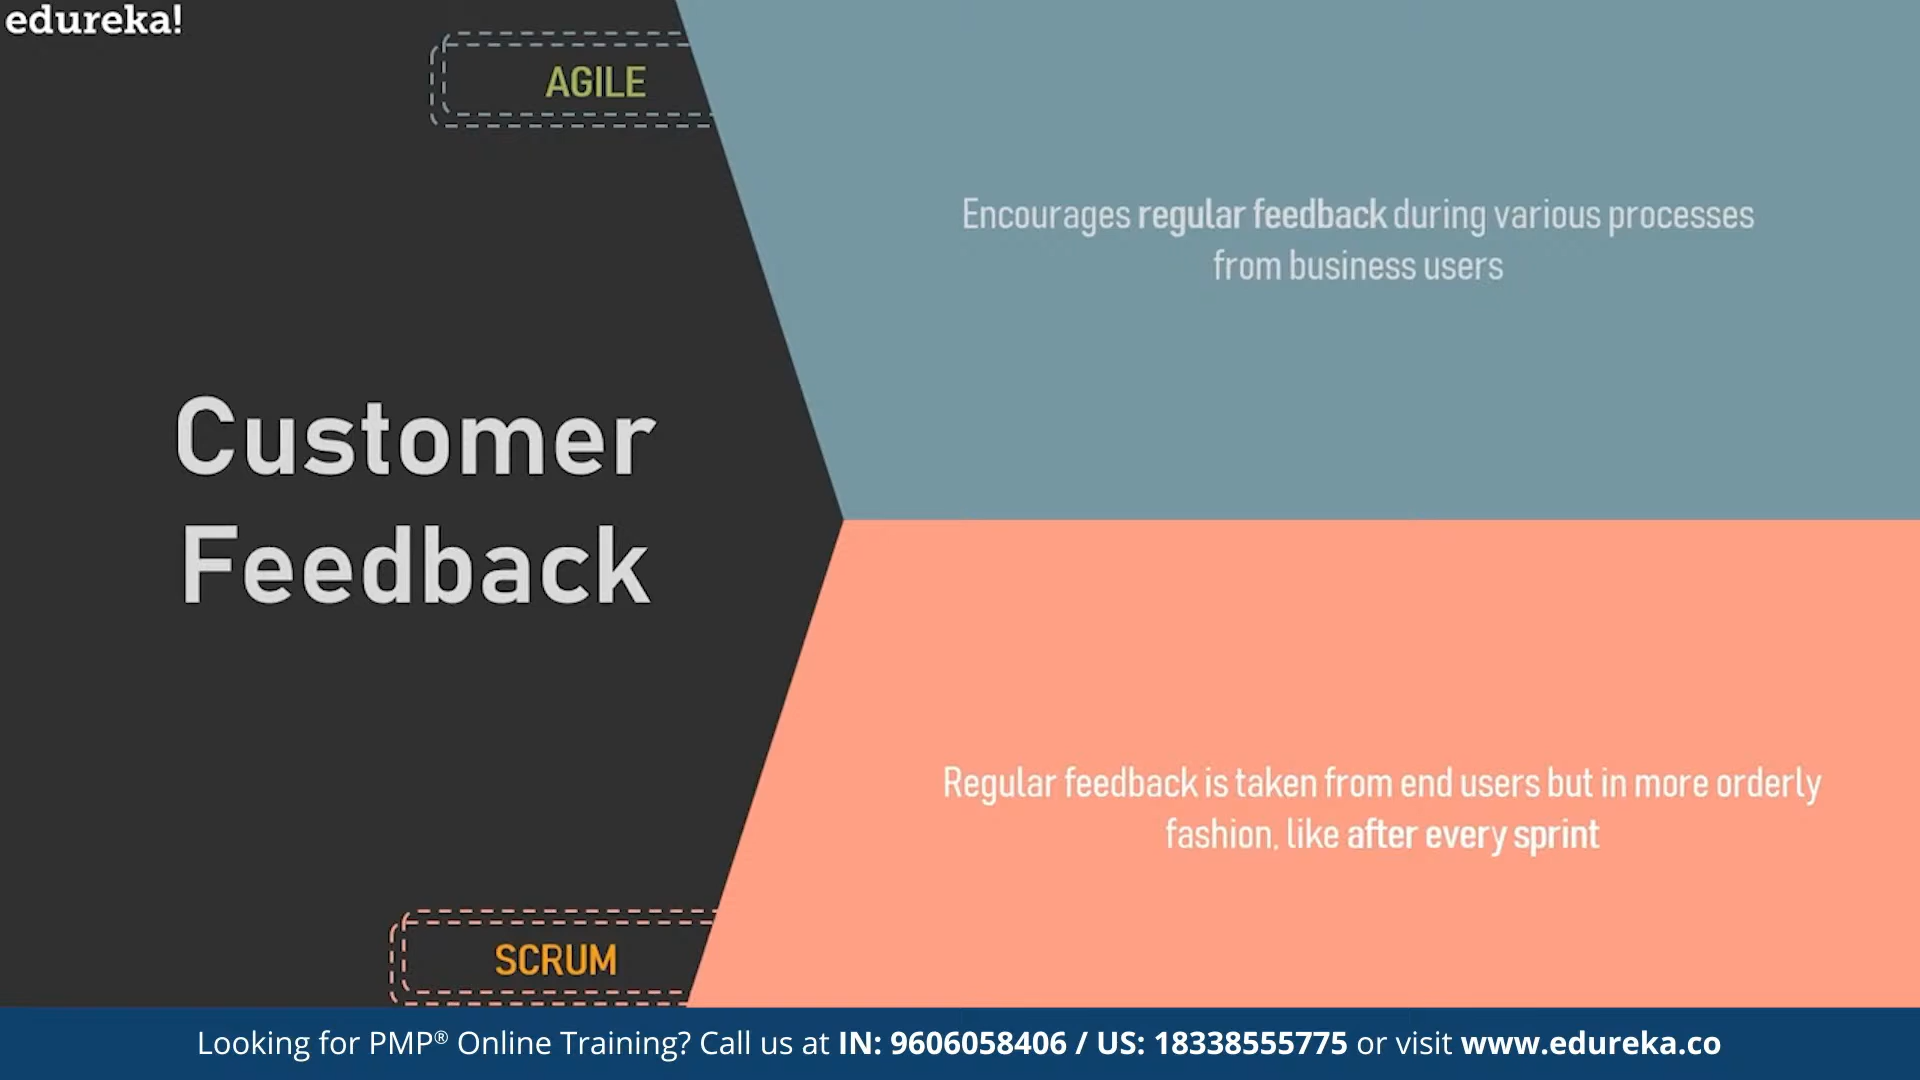 edureka!
AGILE
Encourages regular feedback during various processes
from business users
Customer
Feedback
Regular feedback is taken from end users but in more orderly
fashion, like after every sprint
SCRUM
Looking for PMP® Online Training? Call us at IN: 9606058406 / US: 18338555775 or visit www.edureka.co